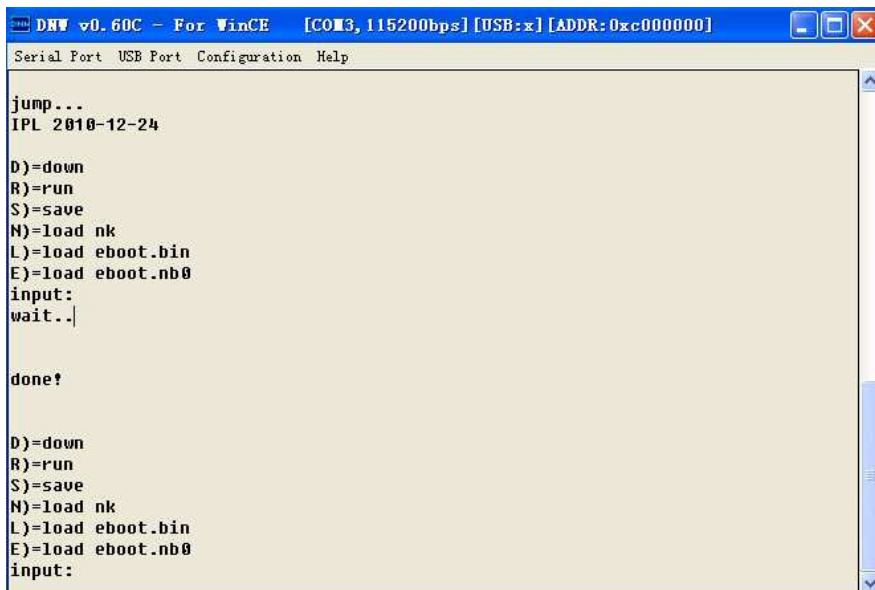 DNW v0.60C - For WinCE [COM3,115200bps][USB:x][ADDR:0xc000000]
Serial Port USB Port Configuration Help
jump...
IPL 2010-12-24
D)=down
R)=run
S)=save
N)=load nk
L)=load eboot.bin
E)=load eboot.nb0
input:
wait..
done!
D)=down
R)=run
S)=save
N)=load nk
L)=load eboot.bin
E)=load eboot.nb0
input: